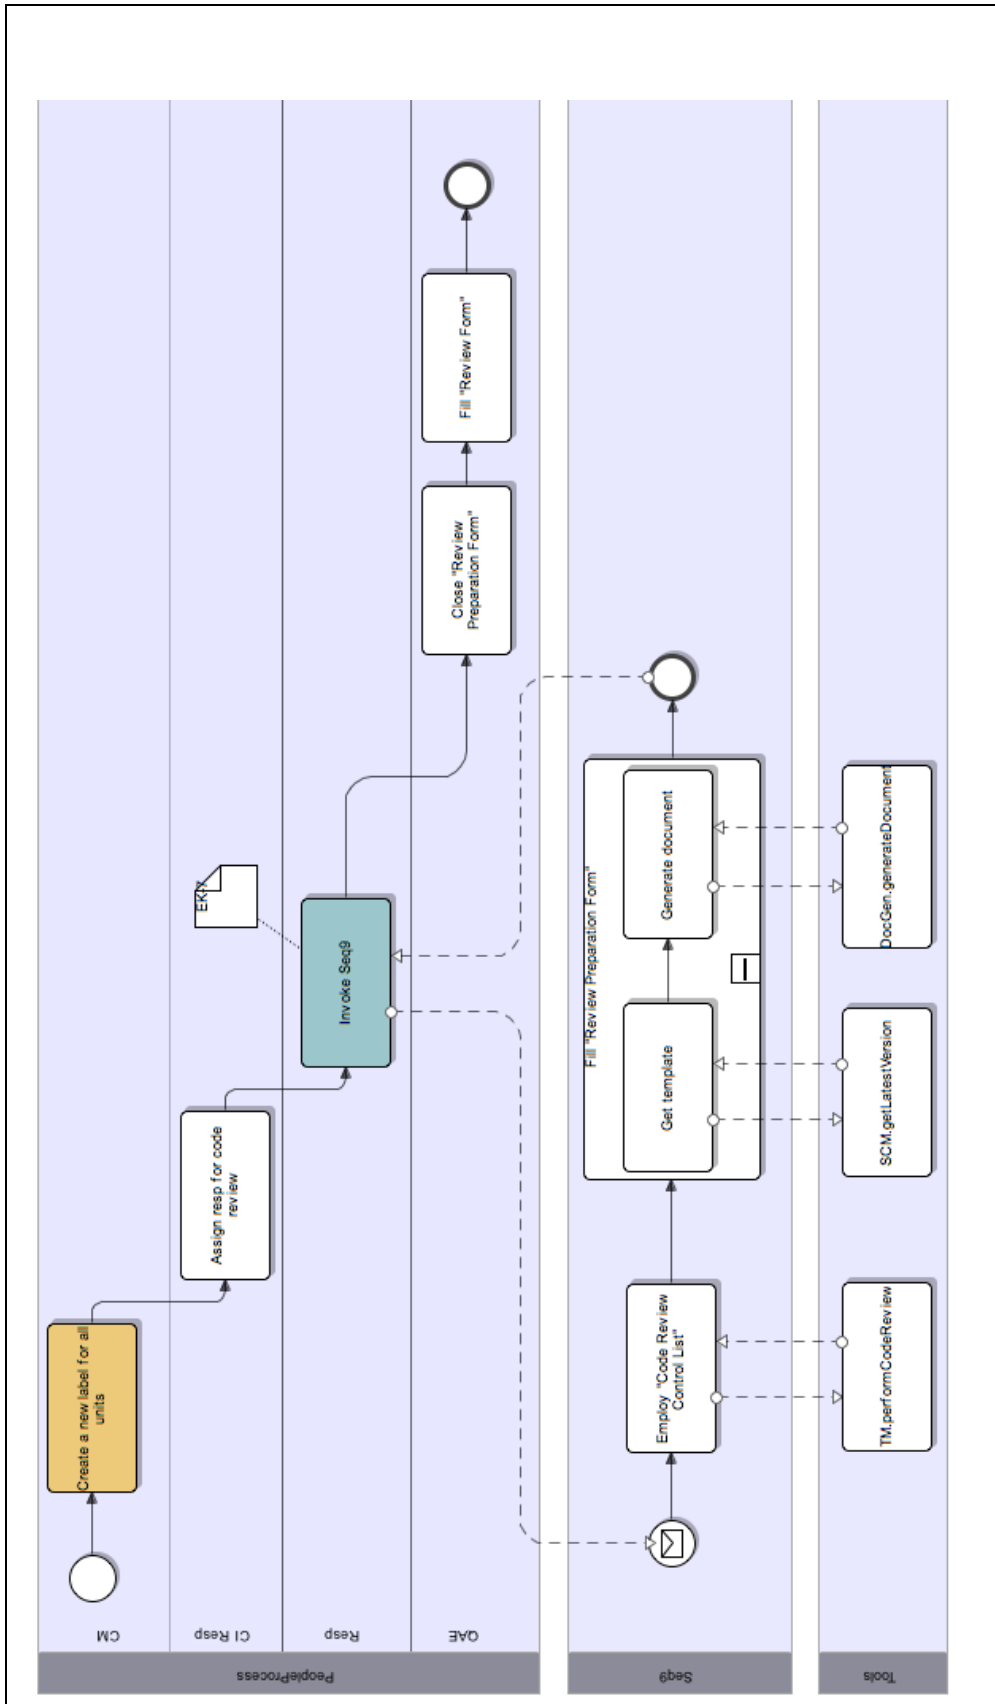 PeopleProcess
CM
Create a new label for all
units
CI Resp
Assign resp for code
review
Resp
Invoke Seq9
EK-7
QAE
Close "Review
Preparation Form"
Fill "Review Form"
Seq9
Employ "Code Review
Control List"
Fill "Review Preparation Form"
Get template
Generate document
Tools
TM.performCodeReview
SCM.getLatestVersion
DocGen.generateDocument